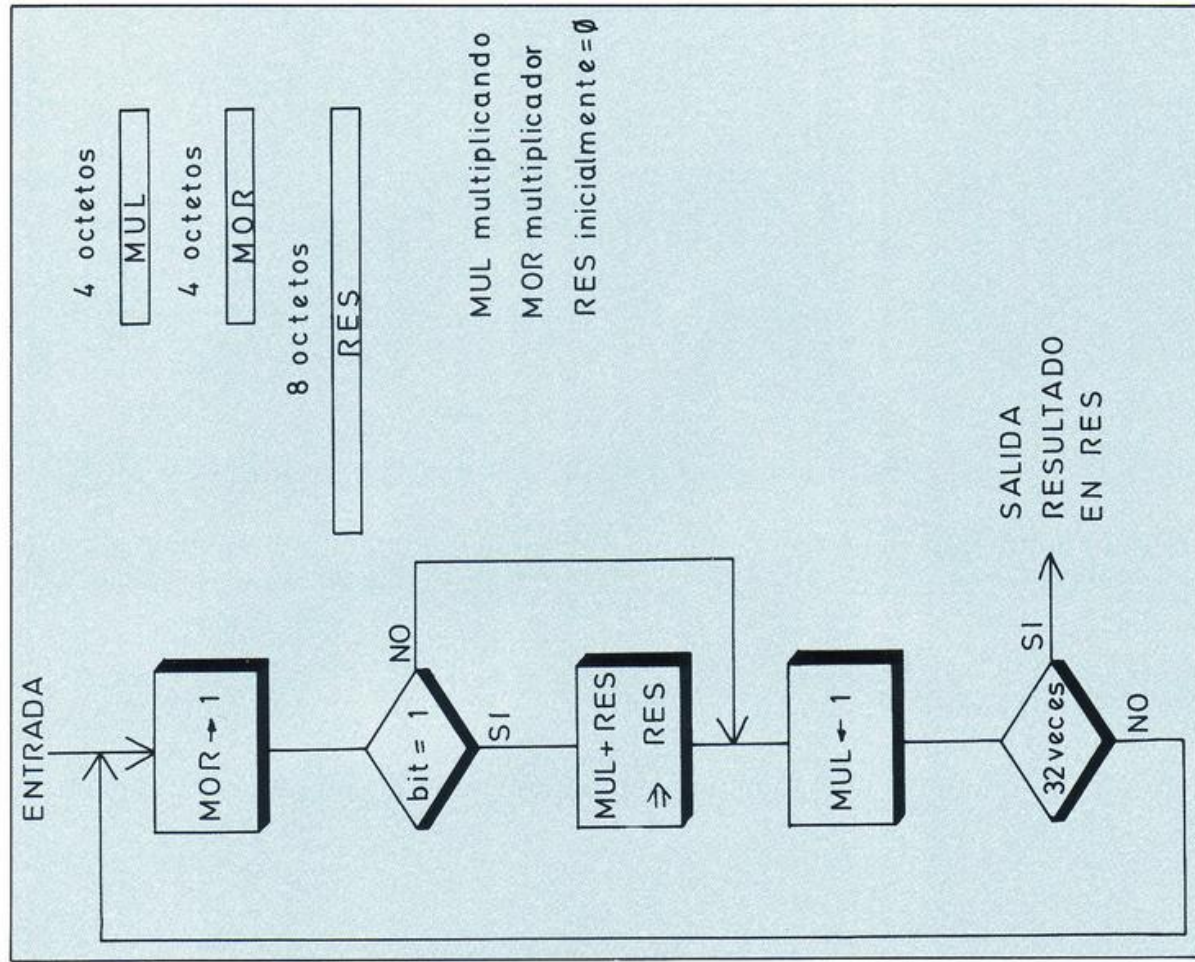 ENTRADA
MOR → 1
bit = 1
NO
SI
MUL + RES
⇒ RES
MUL ← 1
32 veces
SI
NO
SALIDA
RESULTADO
EN RES
4 octetos
MUL
4 octetos
MOR
8 octetos
RES
MUL multiplicando
MOR multiplicador
RES inicialmente = Ø